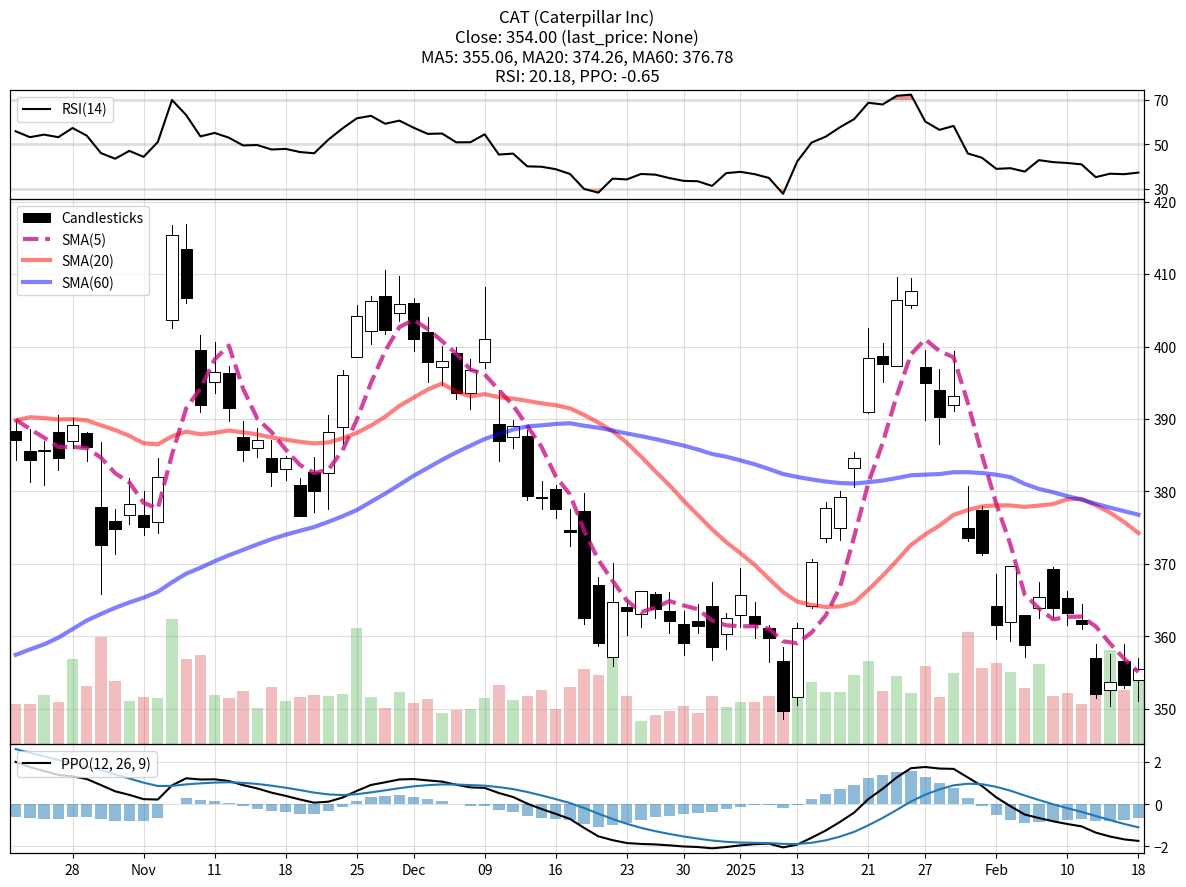 CAT (Caterpillar Inc)
Close: 354.00 (last_price: None)
MA5: 355.06, MA20: 374.26, MA60: 376.78
RSI: 20.18, PPO: -0.65
RSI(14)
70
50
30
Candlesticks
SMA(5)
SMA(20)
SMA(60)
420
410
400
390
380
370
360
350
PPO(12, 26, 9)
2
0
−2
28 Nov 11 18 25 Dec 09 16 23 30 2025 13 21 27 Feb 10 18